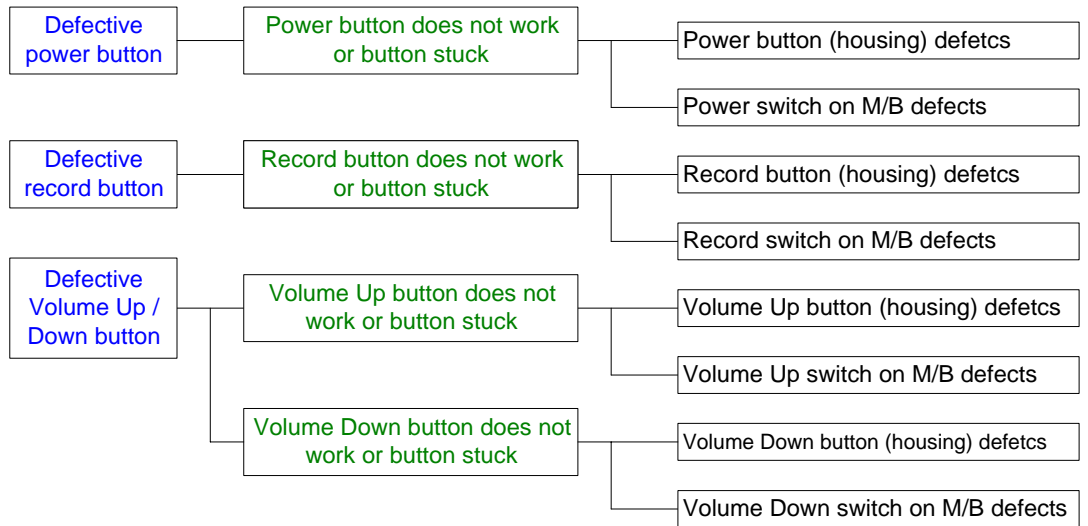 Defective
power button
Power button does not work
or button stuck
Power button (housing) defetcs
Power switch on M/B defects
Defective
record button
Record button does not work
or button stuck
Record button (housing) defetcs
Record switch on M/B defects
Defective
Volume Up /
Down button
Volume Up button does not
work or button stuck
Volume Up button (housing) defetcs
Volume Up switch on M/B defects
Volume Down button does not
work or button stuck
Volume Down button (housing) defetcs
Volume Down switch on M/B defects